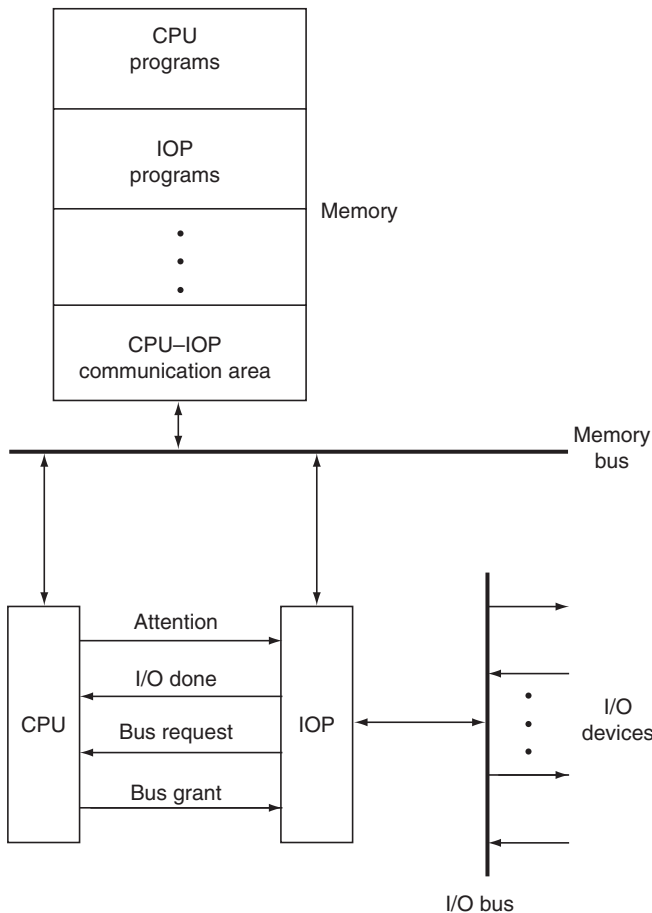 CPU
programs
IOP
programs
Memory
CPU–IOP
communication area
Memory
bus
Attention
I/O done
CPU
IOP
Bus request
Bus grant
I/O
devices
I/O bus